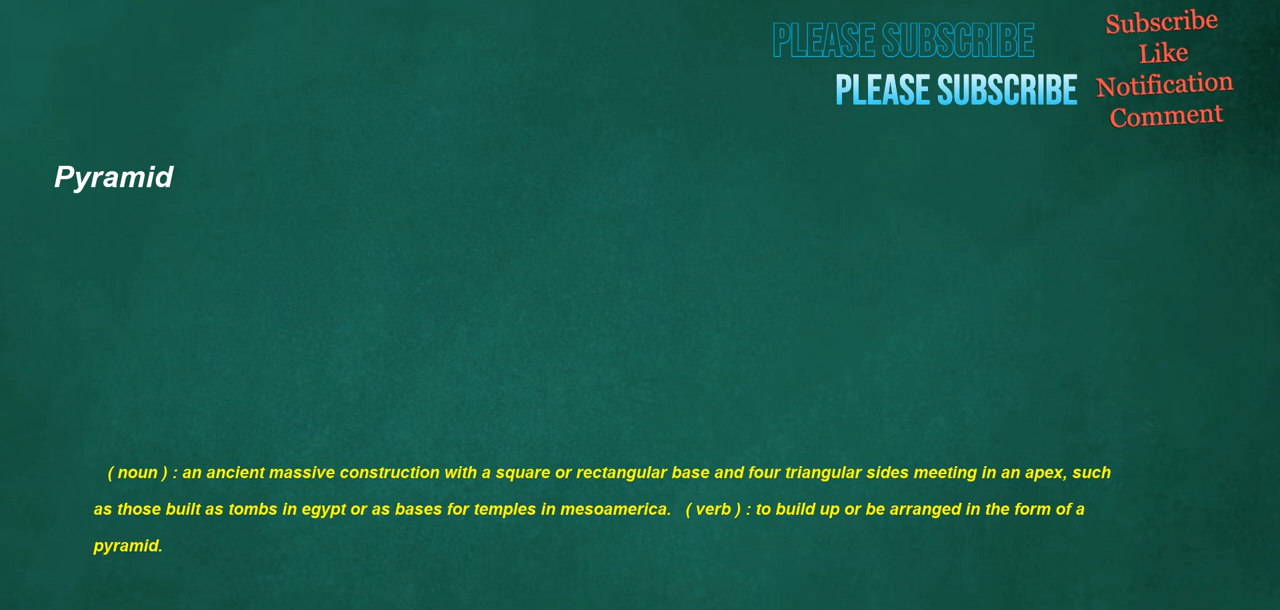 PLEASE SUBSCRIBE
PLEASE SUBSCRIBE
Subscribe
Like
Notification
Comment
Pyramid
( noun ) : an ancient massive construction with a square or rectangular base and four triangular sides meeting in an apex, such
as those built as tombs in egypt or as bases for temples in mesoamerica. ( verb ) : to build up or be arranged in the form of a
pyramid.